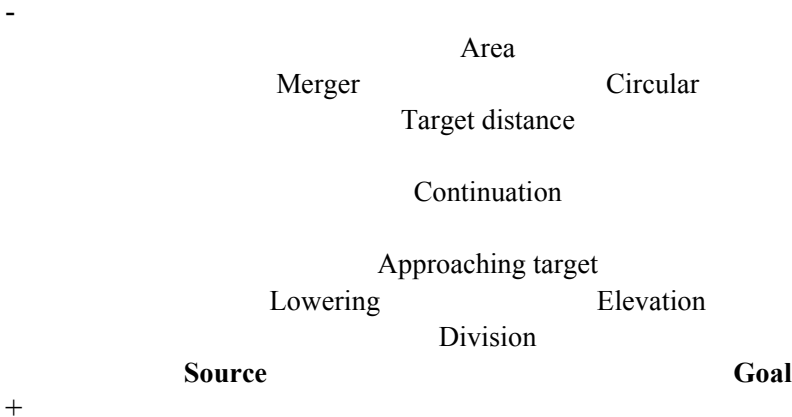 -
Area
Merger Circular
Target distance
Continuation
Approaching target
Lowering Elevation
Division
Source Goal
+